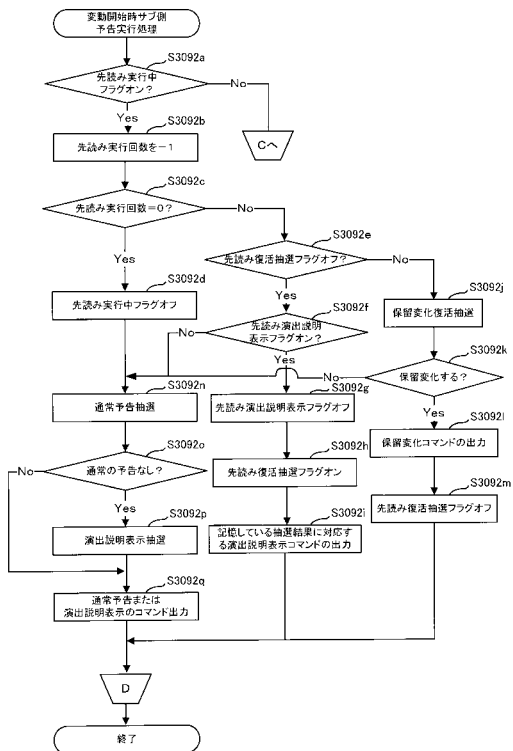 変動開始時サブ側
予告実行処理
S3092a
先読み実行中
フラグオン？
No
Yes
Cへ
S3092b
先読み実行回数を－1
S3092c
先読み実行回数＝0？
No
Yes
S3092e
先読み復活抽選フラグオフ？
No
Yes
S3092d
先読み実行中フラグオフ
S3092f
先読み演出説明
表示フラグオン？
No
Yes
S3092j
保留変化復活抽選
S3092k
保留変化する？
No
Yes
S3092n
通常予告抽選
S3092g
先読み演出説明表示フラグオフ
S3092l
保留変化コマンドの出力
S3092o
通常の予告なし？
No
Yes
S3092h
先読み復活抽選フラグオン
S3092m
先読み復活抽選フラグオフ
S3092p
演出説明表示抽選
S3092i
記憶している抽選結果に対応す
る演出説明表示コマンドの出力
S3092q
通常予告または
演出説明表示のコマンド出力
D
終了